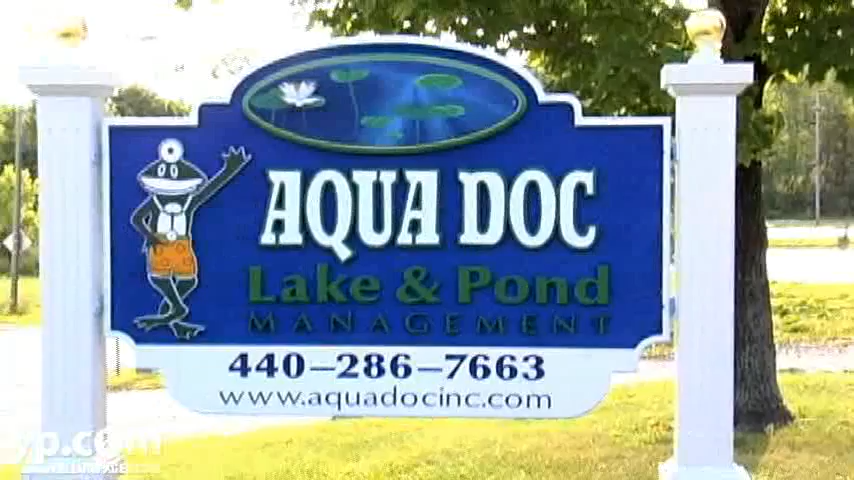 AQUA DOC
Lake & Pond
MANAGEMENT
440-286-7663
www.aquadocinc.com
yp.com